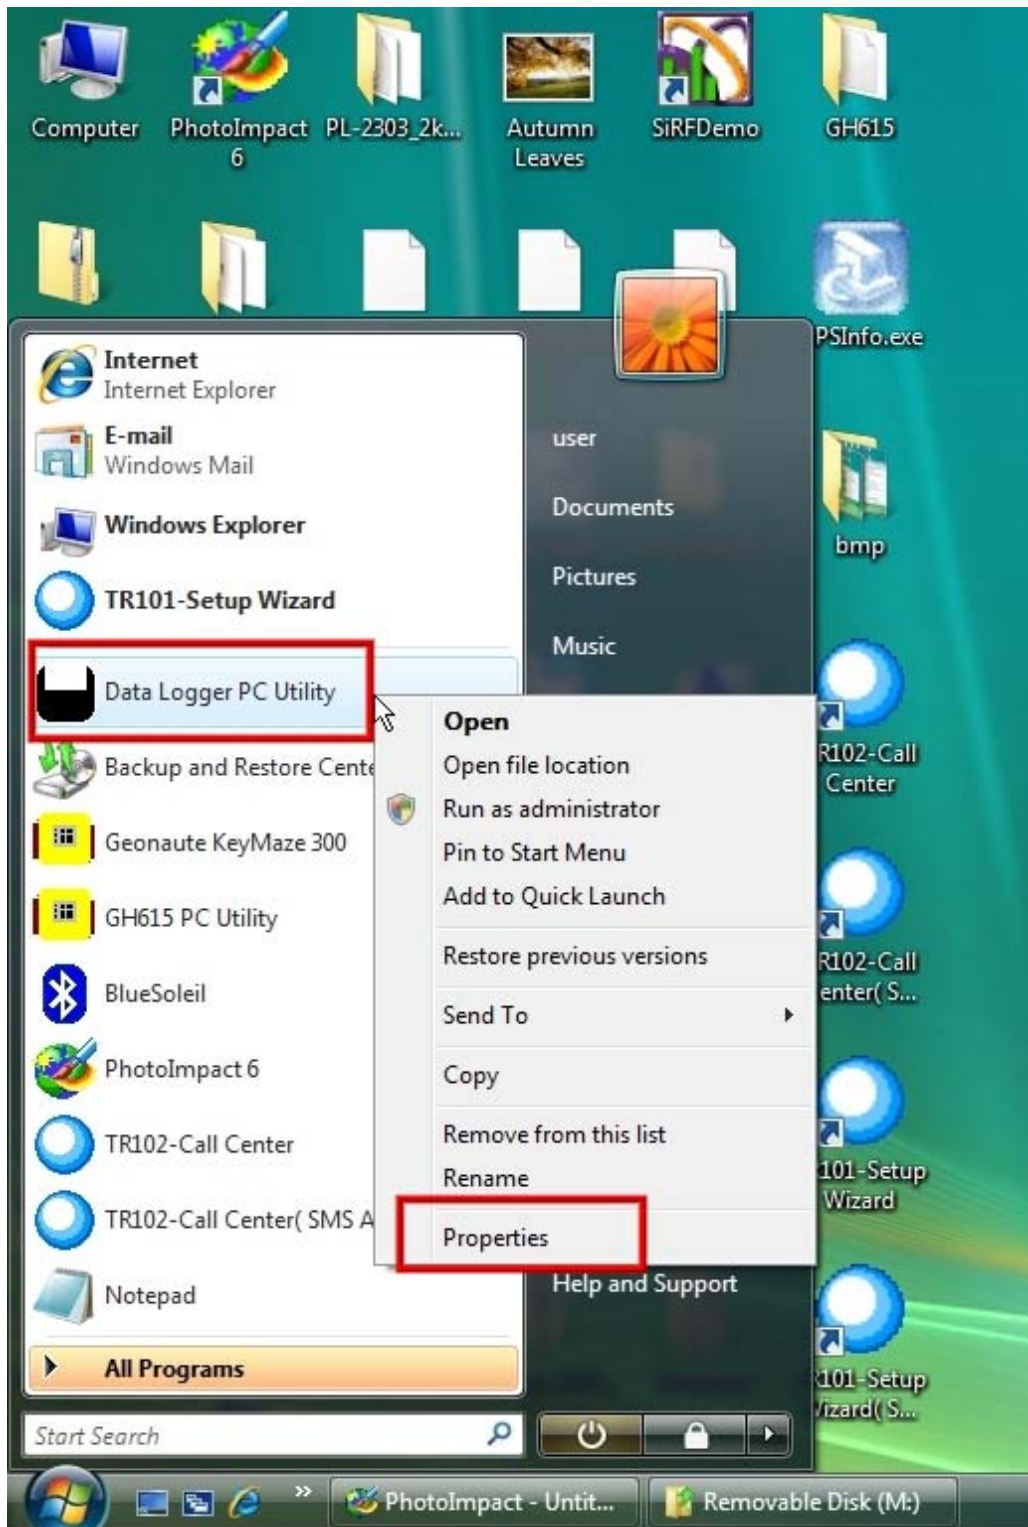 Computer
PhotoImpact
6
PL-2303_2k...
Autumn
Leaves
SiRFDemo
GH615
PSInfo.exe
bmp
R102-Call
Center
R102-Call
enter( S...
101-Setup
Wizard
101-Setup
izard( S...
Internet
Internet Explorer
E-mail
Windows Mail
Windows Explorer
TR101-Setup Wizard
Data Logger PC Utility
Backup and Restore Cente
Geonaute KeyMaze 300
GH615 PC Utility
BlueSoleil
PhotoImpact 6
TR102-Call Center
TR102-Call Center( SMS A
Notepad
All Programs
Start Search
user
Documents
Pictures
Music
Help and Support
Open
Open file location
Run as administrator
Pin to Start Menu
Add to Quick Launch
Restore previous versions
Send To
Copy
Remove from this list
Rename
Properties
PhotoImpact - Untit...
Removable Disk (M:)